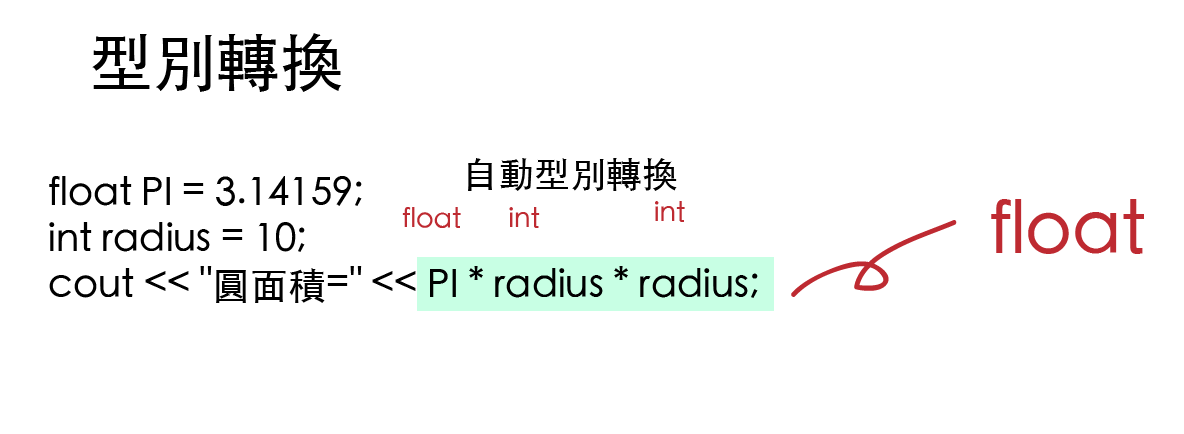 型別轉換
自動型別轉換
float PI = 3.14159;
float int int
float
int radius = 10;
cout << "圓面積=" << PI * radius * radius;